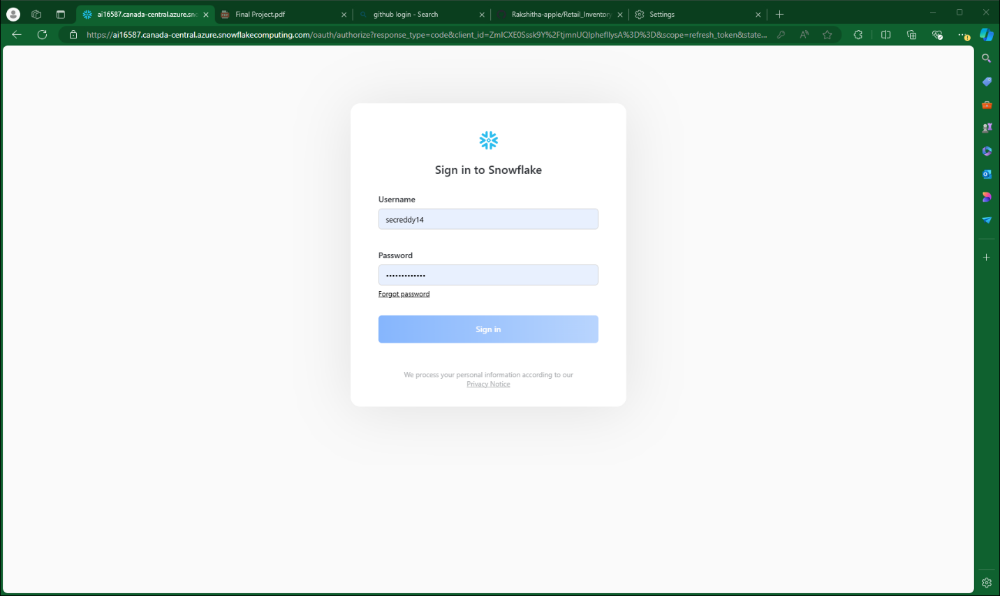 ai16587.canada-central.azure.sno
Final Project.pdf
github login - Search
Rakshitha-apple/Retail_Inventory
Settings
https://ai16587.canada-central.azure.snowflakecomputing.com/oauth/authorize?response_type=code&client_id=ZmICXE0Sssk9Y%2FtjmnUQIphefIlysA%3D%3D&scope=refresh_token&state...
Sign in to Snowflake
Username
secreddy14
Password
•••••••••••••
Forgot password
Sign in
We process your personal information according to our
Privacy Notice